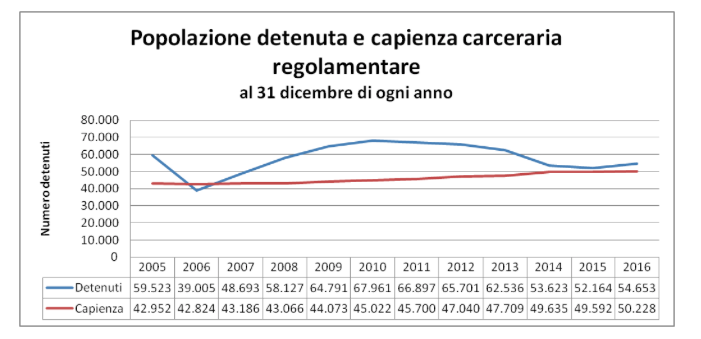 Popolazione detenuta e capienza carceraria
regolamentare
al 31 dicembre di ogni anno
Numero detenuti
80.000
70.000
60.000
50.000
40.000
30.000
20.000
10.000
0
2005 2006 2007 2008 2009 2010 2011 2012 2013 2014 2015 2016
Detenuti 59.523 39.005 48.693 58.127 64.791 67.961 66.897 65.701 62.536 53.623 52.164 54.653
Capienza 42.952 42.824 43.186 43.066 44.073 45.022 45.700 47.040 47.709 49.635 49.592 50.228